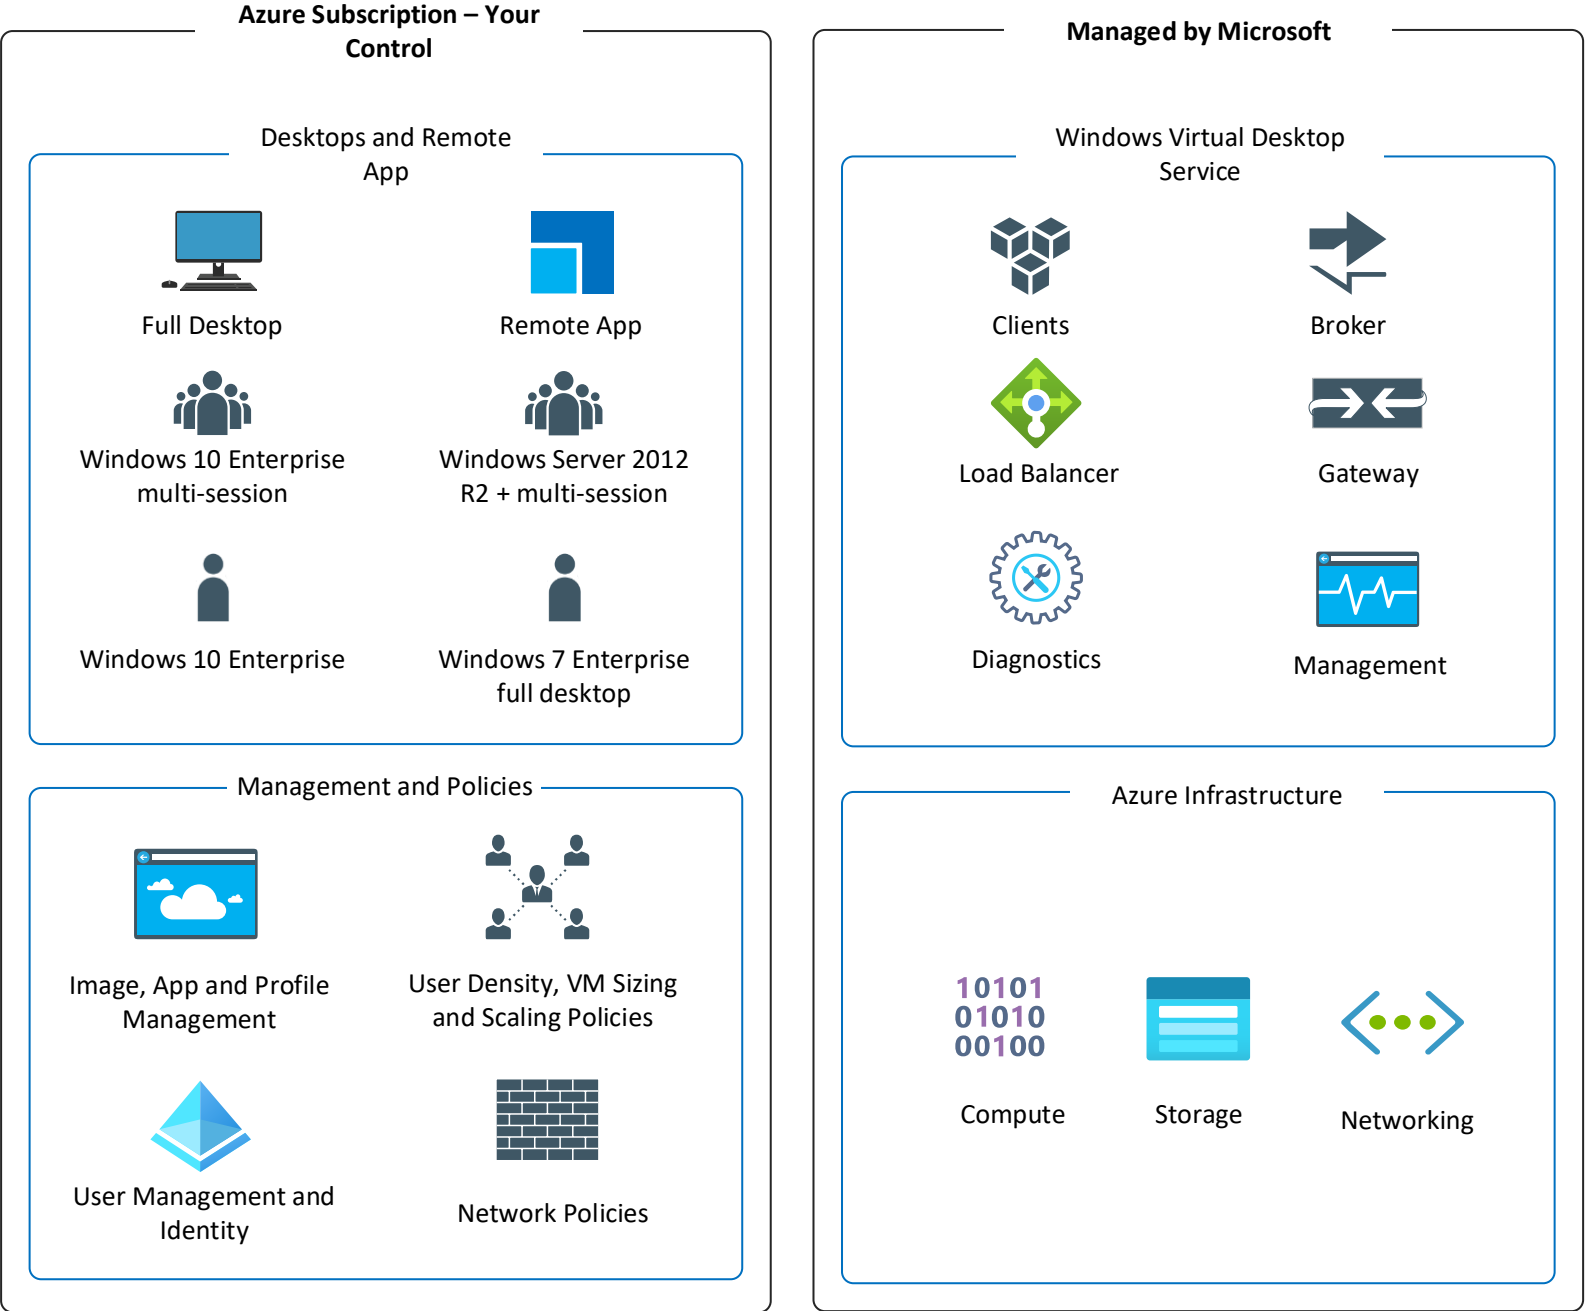 Azure Subscription – Your
Control
Desktops and Remote
App
Full Desktop
Remote App
Windows 10 Enterprise
multi-session
Windows Server 2012
R2 + multi-session
Windows 10 Enterprise
Windows 7 Enterprise
full desktop
Management and Policies
Image, App and Profile
Management
User Density, VM Sizing
and Scaling Policies
User Management and
Identity
Network Policies
Managed by Microsoft
Windows Virtual Desktop
Service
Clients
Broker
Load Balancer
Gateway
Diagnostics
Management
Azure Infrastructure
10101
01010
00100
Compute
Storage
Networking